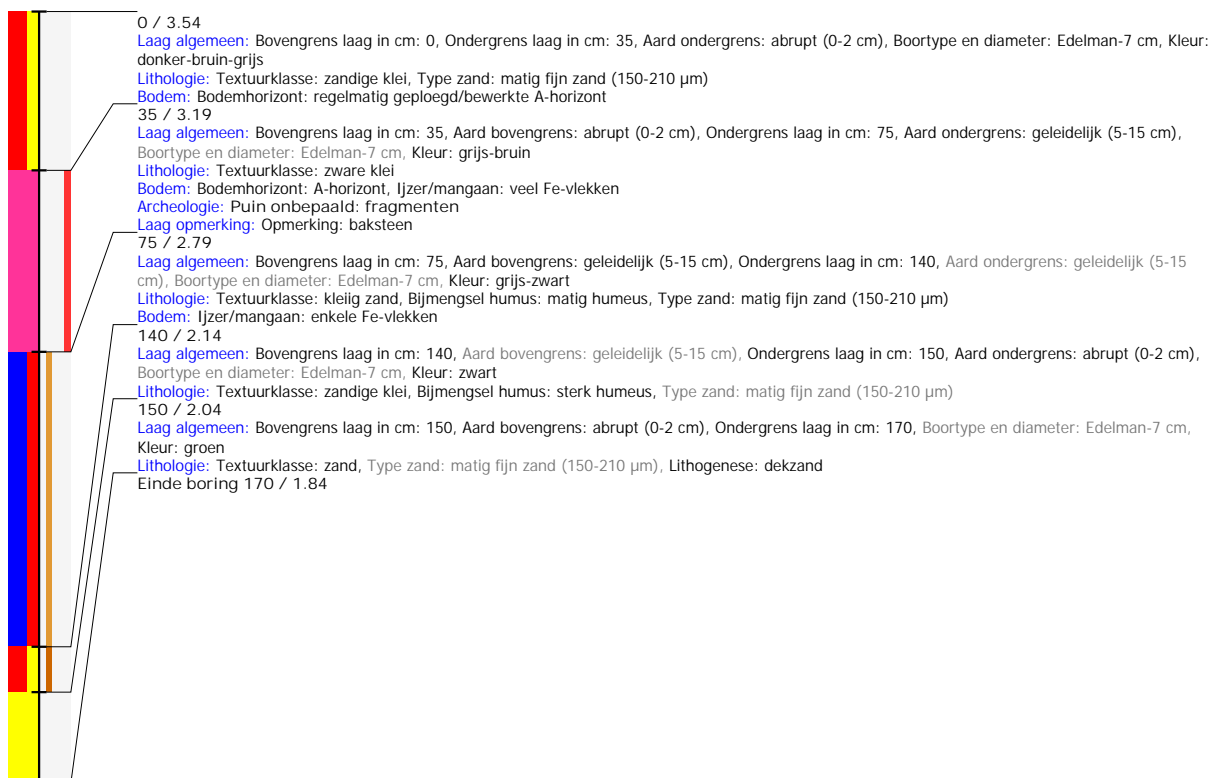 0 / 3.54
Laag algemeen: Bovengrens laag in cm: 0, Ondergrens laag in cm: 35, Aard ondergrens: abrupt (0-2 cm), Boortype en diameter: Edelman-7 cm, Kleur:
donker-bruin-grijs
Lithologie: Textuurklasse: zandige klei, Type zand: matig fijn zand (150-210 µm)
Bodem: Bodemhorizont: regelmatig geploegd/bewerkte A-horizont
35 / 3.19
Laag algemeen: Bovengrens laag in cm: 35, Aard bovengrens: abrupt (0-2 cm), Ondergrens laag in cm: 75, Aard ondergrens: geleidelijk (5-15 cm),
Boortype en diameter: Edelman-7 cm, Kleur: grijs-bruin
Lithologie: Textuurklasse: zware klei
Bodem: Bodemhorizont: A-horizont, Ijzer/mangaan: veel Fe-vlekken
Archeologie: Puin onbepaald: fragmenten
Laag opmerking: Opmerking: baksteen
75 / 2.79
Laag algemeen: Bovengrens laag in cm: 75, Aard bovengrens: geleidelijk (5-15 cm), Ondergrens laag in cm: 140, Aard ondergrens: geleidelijk (5-15
cm), Boortype en diameter: Edelman-7 cm, Kleur: grijs-zwart
Lithologie: Textuurklasse: kleiig zand, Bijmengsel humus: matig humeus, Type zand: matig fijn zand (150-210 µm)
Bodem: Ijzer/mangaan: enkele Fe-vlekken
140 / 2.14
Laag algemeen: Bovengrens laag in cm: 140, Aard bovengrens: geleidelijk (5-15 cm), Ondergrens laag in cm: 150, Aard ondergrens: abrupt (0-2 cm),
Boortype en diameter: Edelman-7 cm, Kleur: zwart
Lithologie: Textuurklasse: zandige klei, Bijmengsel humus: sterk humeus, Type zand: matig fijn zand (150-210 µm)
150 / 2.04
Laag algemeen: Bovengrens laag in cm: 150, Aard bovengrens: abrupt (0-2 cm), Ondergrens laag in cm: 170, Boortype en diameter: Edelman-7 cm,
Kleur: groen
Lithologie: Textuurklasse: zand, Type zand: matig fijn zand (150-210 µm), Lithogenese: dekzand
Einde boring 170 / 1.84